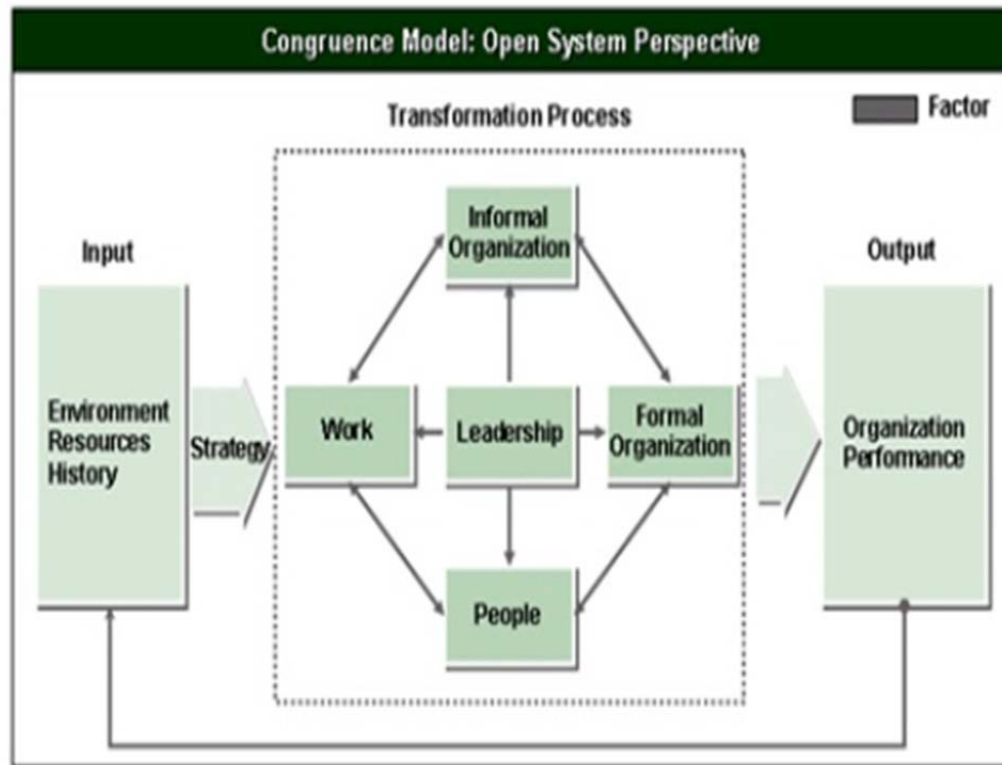 Congruence Model: Open System Perspective
Transformation Process
Factor
Input
Output
Environment
Resources
History
Strategy
Informal
Organization
Work
Leadership
Formal
Organization
People
Organization
Performance